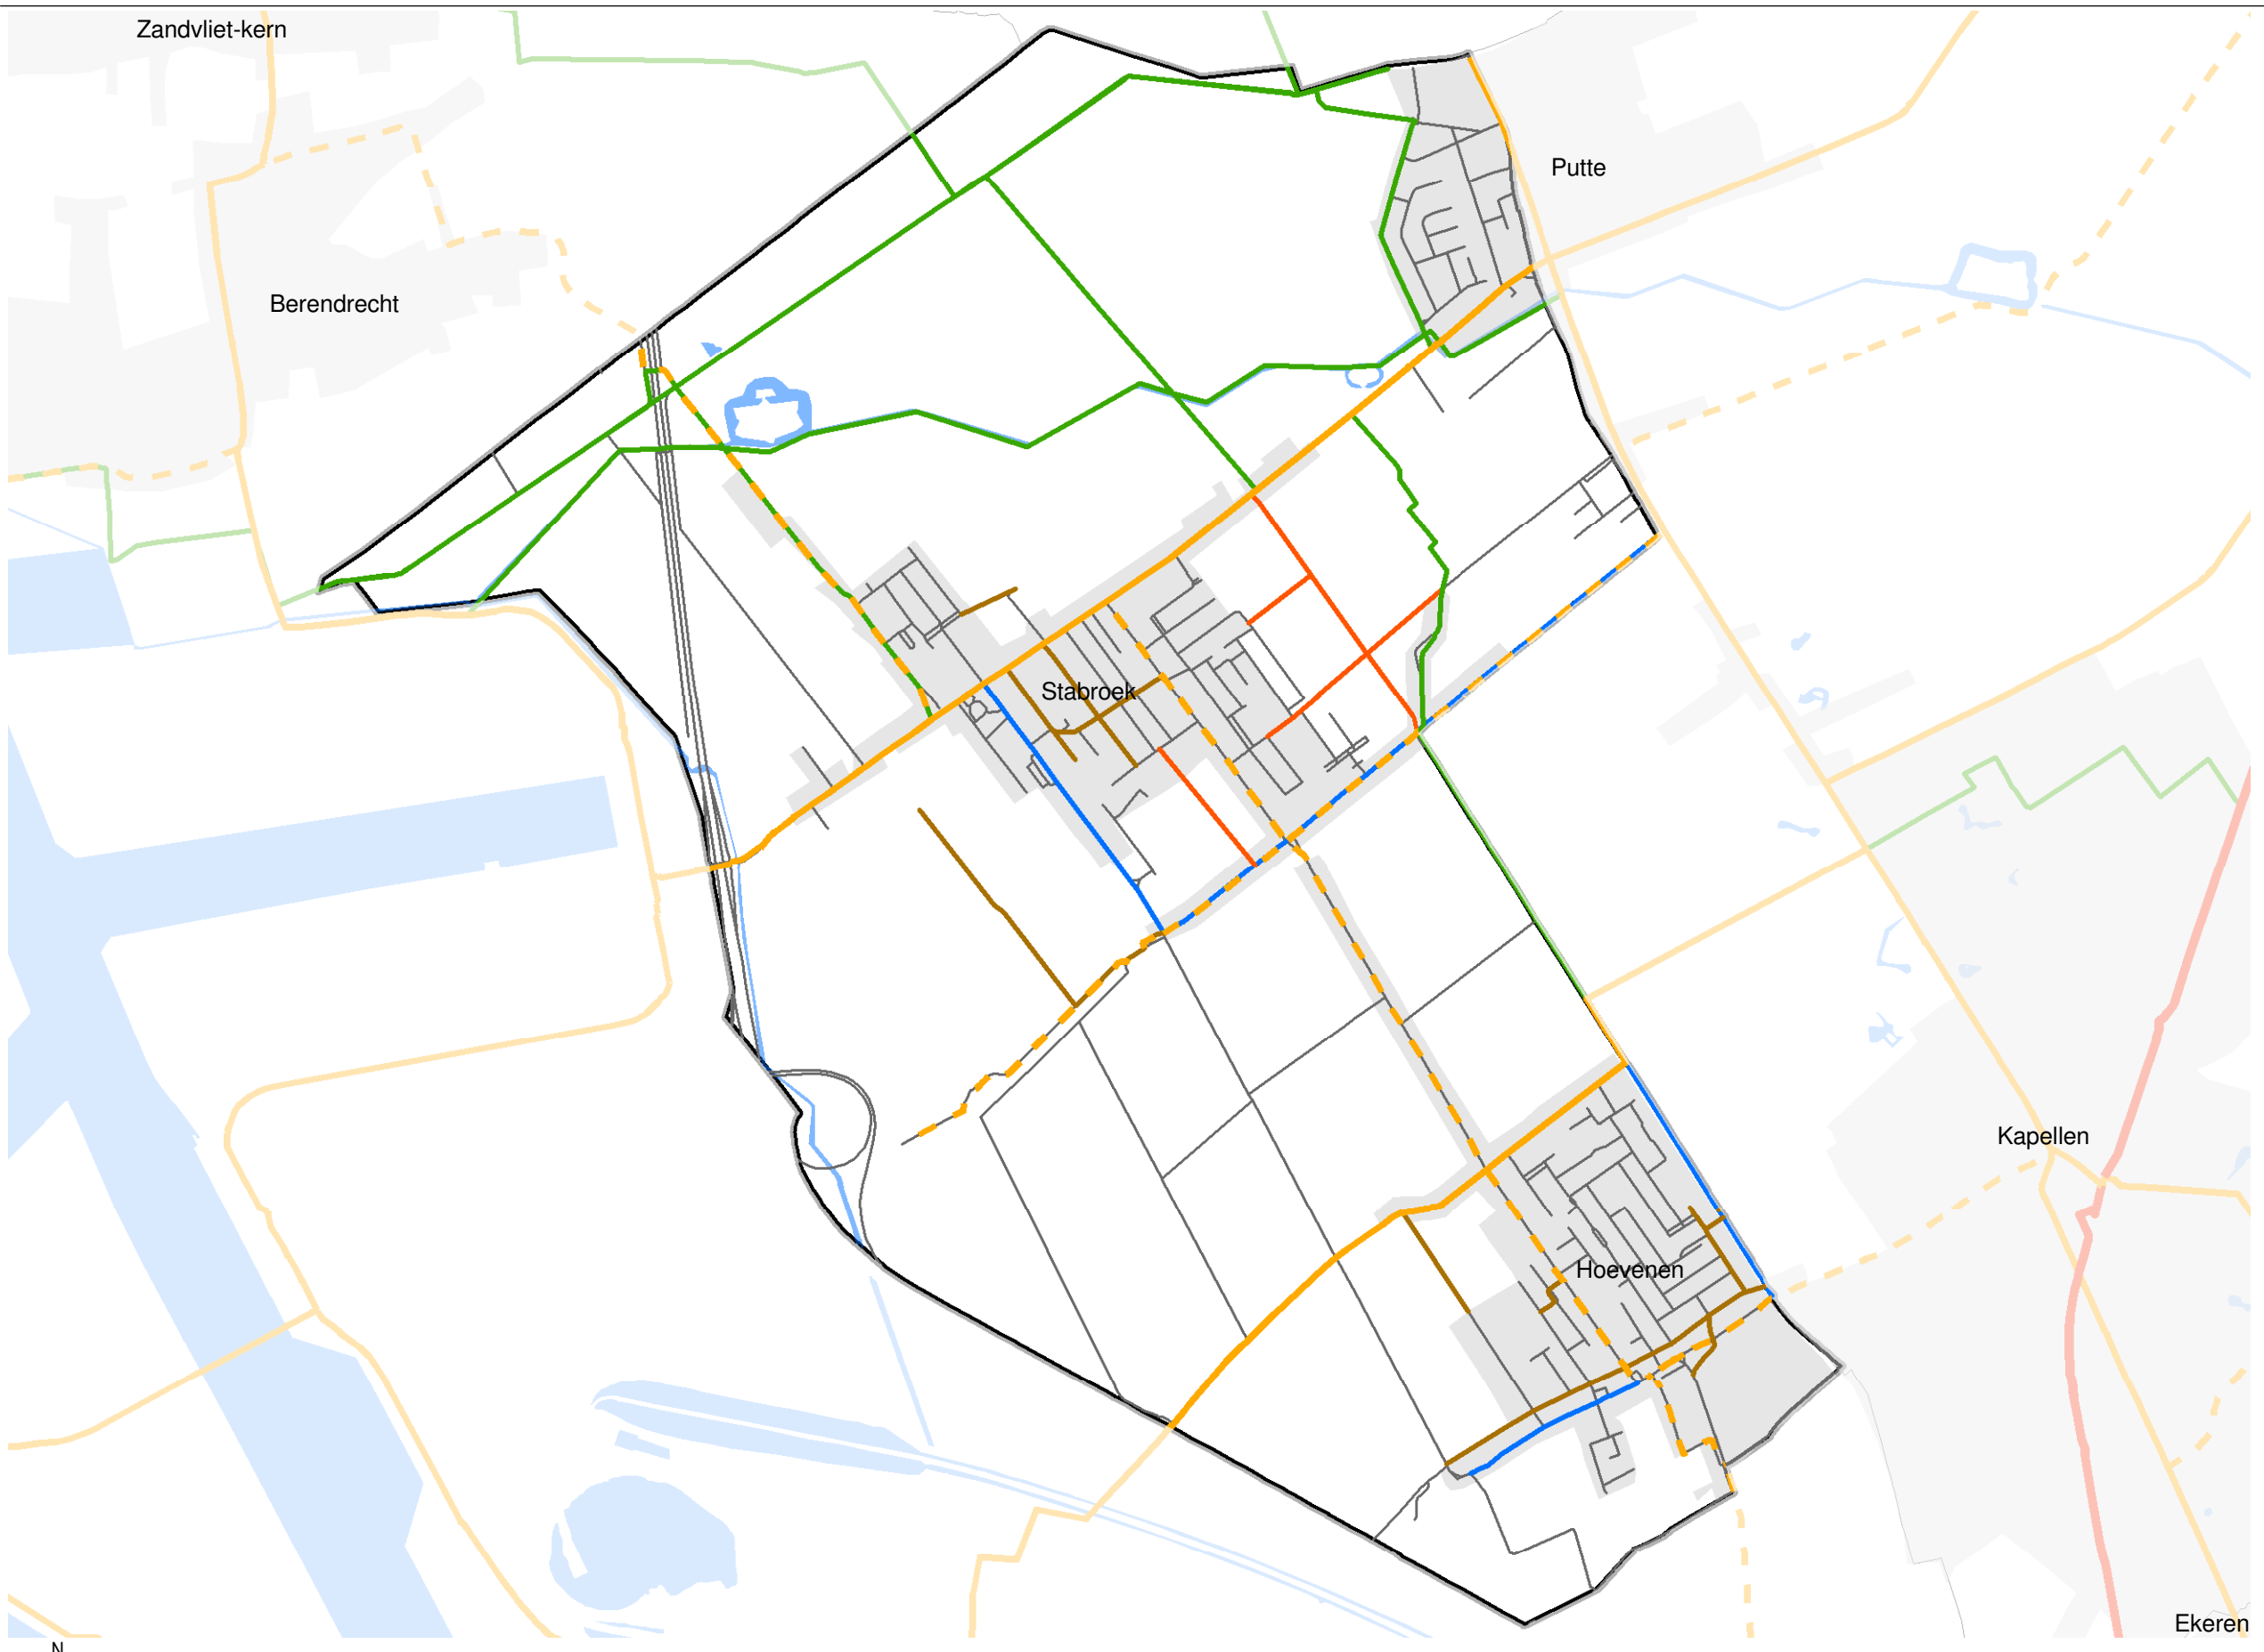 Zandvliet-kern
Putte
Berendrecht
Stabroek
Kapellen
Hoevenen
Ekeren
N